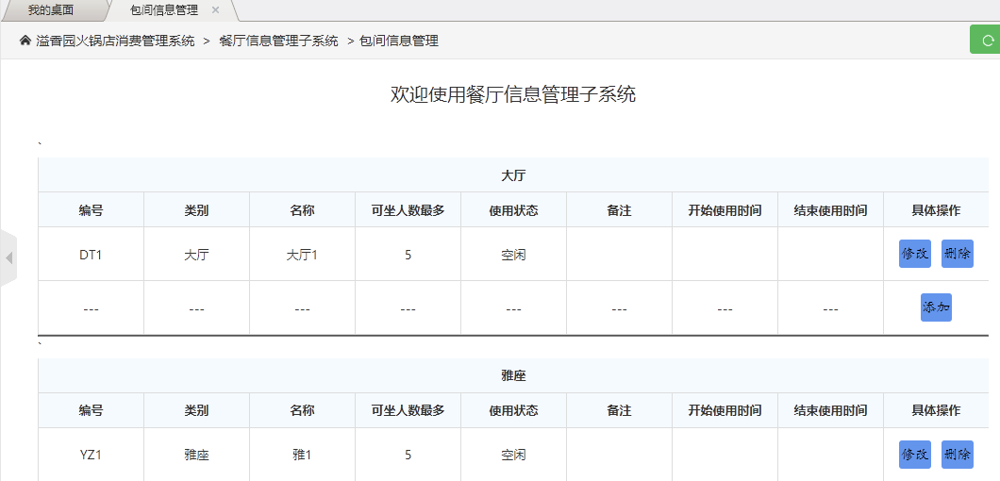 我的桌面 包间信息管理 ×
溢香园火锅店消费管理系统 > 餐厅信息管理子系统 > 包间信息管理
欢迎使用餐厅信息管理子系统
`
大厅
编号 类别 名称 可坐人数最多 使用状态 备注 开始使用时间 结束使用时间 具体操作
DT1 大厅 大厅1 5 空闲 修改 删除
--- --- --- --- --- --- --- --- 添加
`
雅座
编号 类别 名称 可坐人数最多 使用状态 备注 开始使用时间 结束使用时间 具体操作
YZ1 雅座 雅1 5 空闲 修改 删除